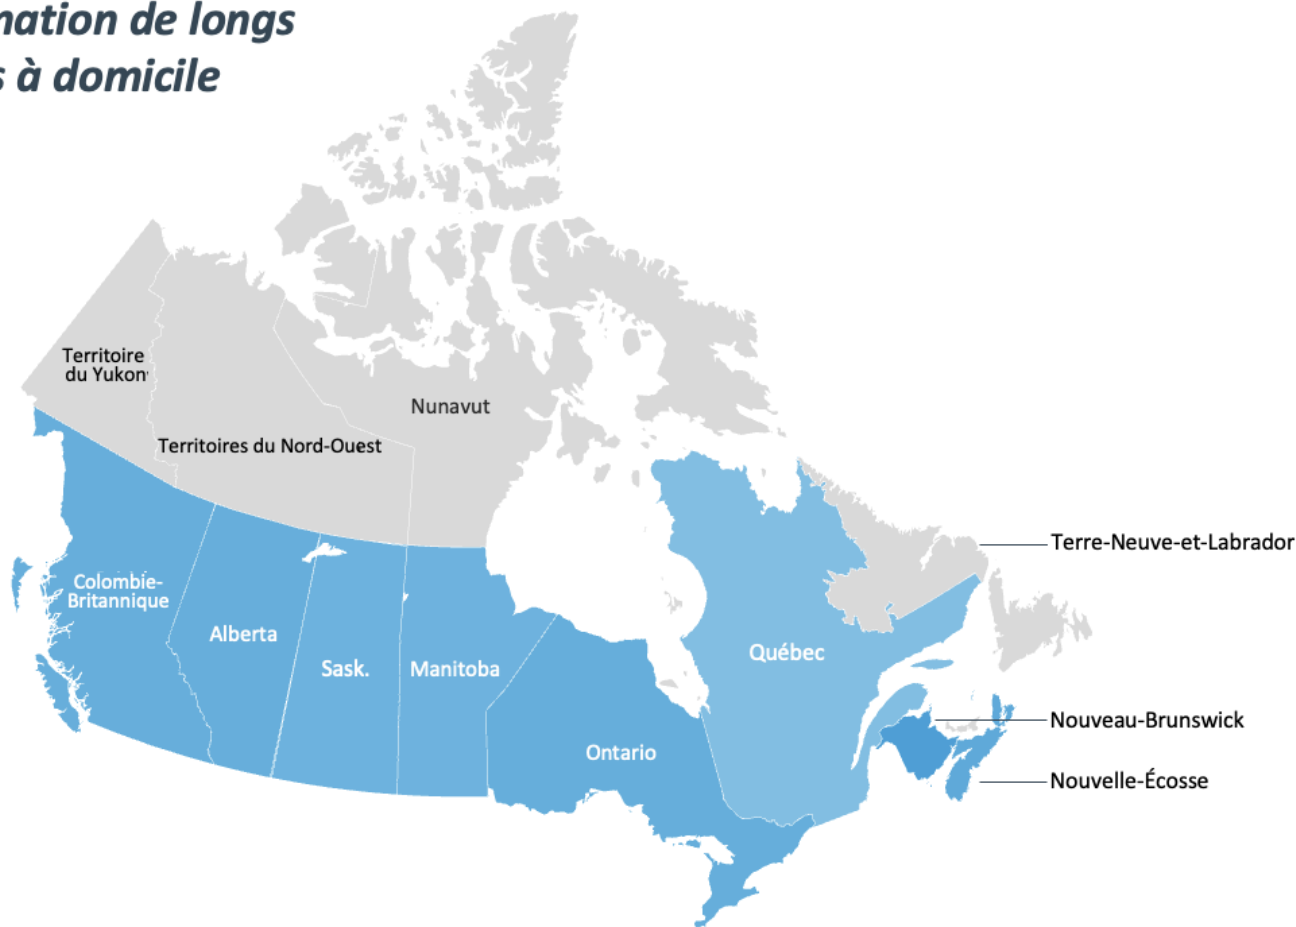 de longs
à domicile
Territoire
du Yukon
Nunavut
Territoires du Nord-Ouest
Terre-Neuve-et-Labrador
Colombie-
Britannique
Alberta
Québec
Sask.
Manitoba
Nouveau-Brunswick
Ontario
Nouvelle-Écosse